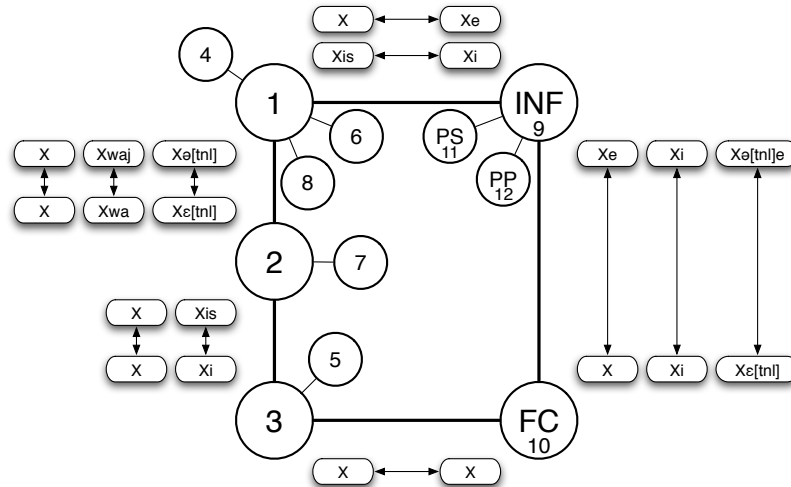 X Xe
Xis Xi
4
1 INF
9
6 PS
11
8 PP
12
X Xwaj Xə[tnl]
X Xwa Xɛ[tnl]
Xe Xi Xə[tnl]e
2 7
X Xis
X Xi
5
X Xi Xɛ[tnl]
3 FC
10
X X